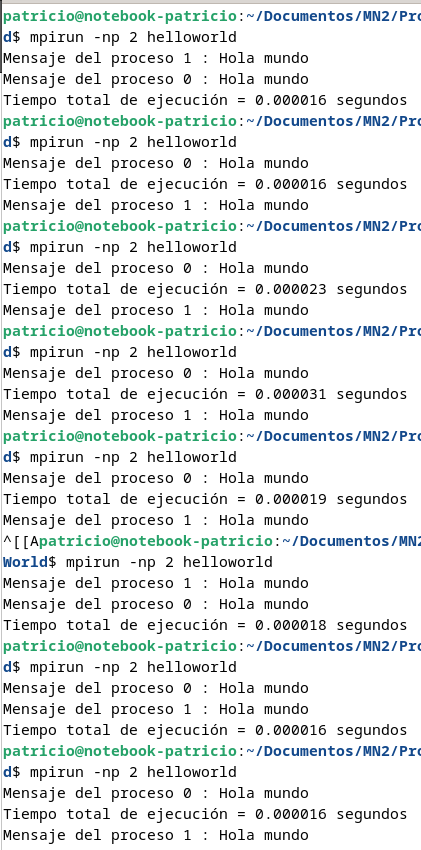 patricio@notebook-patricio:~/Documentos/MN2/Pro
d$ mpirun -np 2 helloworld
Mensaje del proceso 1 : Hola mundo
Mensaje del proceso 0 : Hola mundo
Tiempo total de ejecución = 0.000016 segundos
patricio@notebook-patricio:~/Documentos/MN2/Pro
d$ mpirun -np 2 helloworld
Mensaje del proceso 0 : Hola mundo
Tiempo total de ejecución = 0.000016 segundos
Mensaje del proceso 1 : Hola mundo
patricio@notebook-patricio:~/Documentos/MN2/Pro
d$ mpirun -np 2 helloworld
Mensaje del proceso 0 : Hola mundo
Tiempo total de ejecución = 0.000023 segundos
Mensaje del proceso 1 : Hola mundo
patricio@notebook-patricio:~/Documentos/MN2/Pro
d$ mpirun -np 2 helloworld
Mensaje del proceso 0 : Hola mundo
Tiempo total de ejecución = 0.000031 segundos
Mensaje del proceso 1 : Hola mundo
patricio@notebook-patricio:~/Documentos/MN2/Pro
d$ mpirun -np 2 helloworld
Mensaje del proceso 0 : Hola mundo
Tiempo total de ejecución = 0.000019 segundos
Mensaje del proceso 1 : Hola mundo
^[[Apatricio@notebook-patricio:~/Documentos/MN2
World$ mpirun -np 2 helloworld
Mensaje del proceso 1 : Hola mundo
Mensaje del proceso 0 : Hola mundo
Tiempo total de ejecución = 0.000018 segundos
patricio@notebook-patricio:~/Documentos/MN2/Pro
d$ mpirun -np 2 helloworld
Mensaje del proceso 0 : Hola mundo
Mensaje del proceso 1 : Hola mundo
Tiempo total de ejecución = 0.000016 segundos
patricio@notebook-patricio:~/Documentos/MN2/Pro
d$ mpirun -np 2 helloworld
Mensaje del proceso 0 : Hola mundo
Tiempo total de ejecución = 0.000016 segundos
Mensaje del proceso 1 : Hola mundo